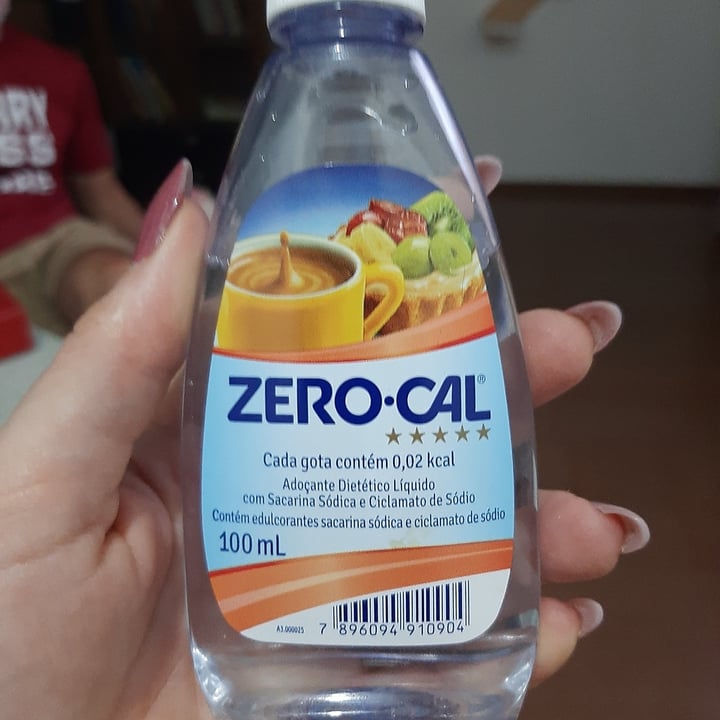 ZERO·CAL®
Cada gota contém 0,02 kcal
Adoçante Dietético Líquido
com Sacarina Sódica e Ciclamato de Sódio
Contém edulcorantes sacarina sódica e ciclamato de sódio
100 mL
7 896094 910904